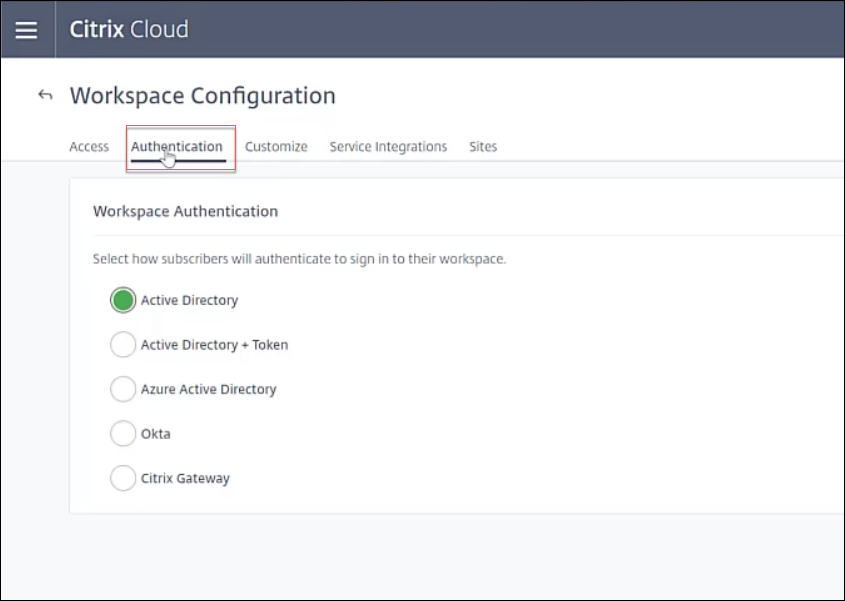 Citrix Cloud
Workspace Configuration
Access Authentication Customize Service Integrations Sites
Workspace Authentication
Select how subscribers will authenticate to sign in to their workspace.
Active Directory
Active Directory + Token
Azure Active Directory
Okta
Citrix Gateway